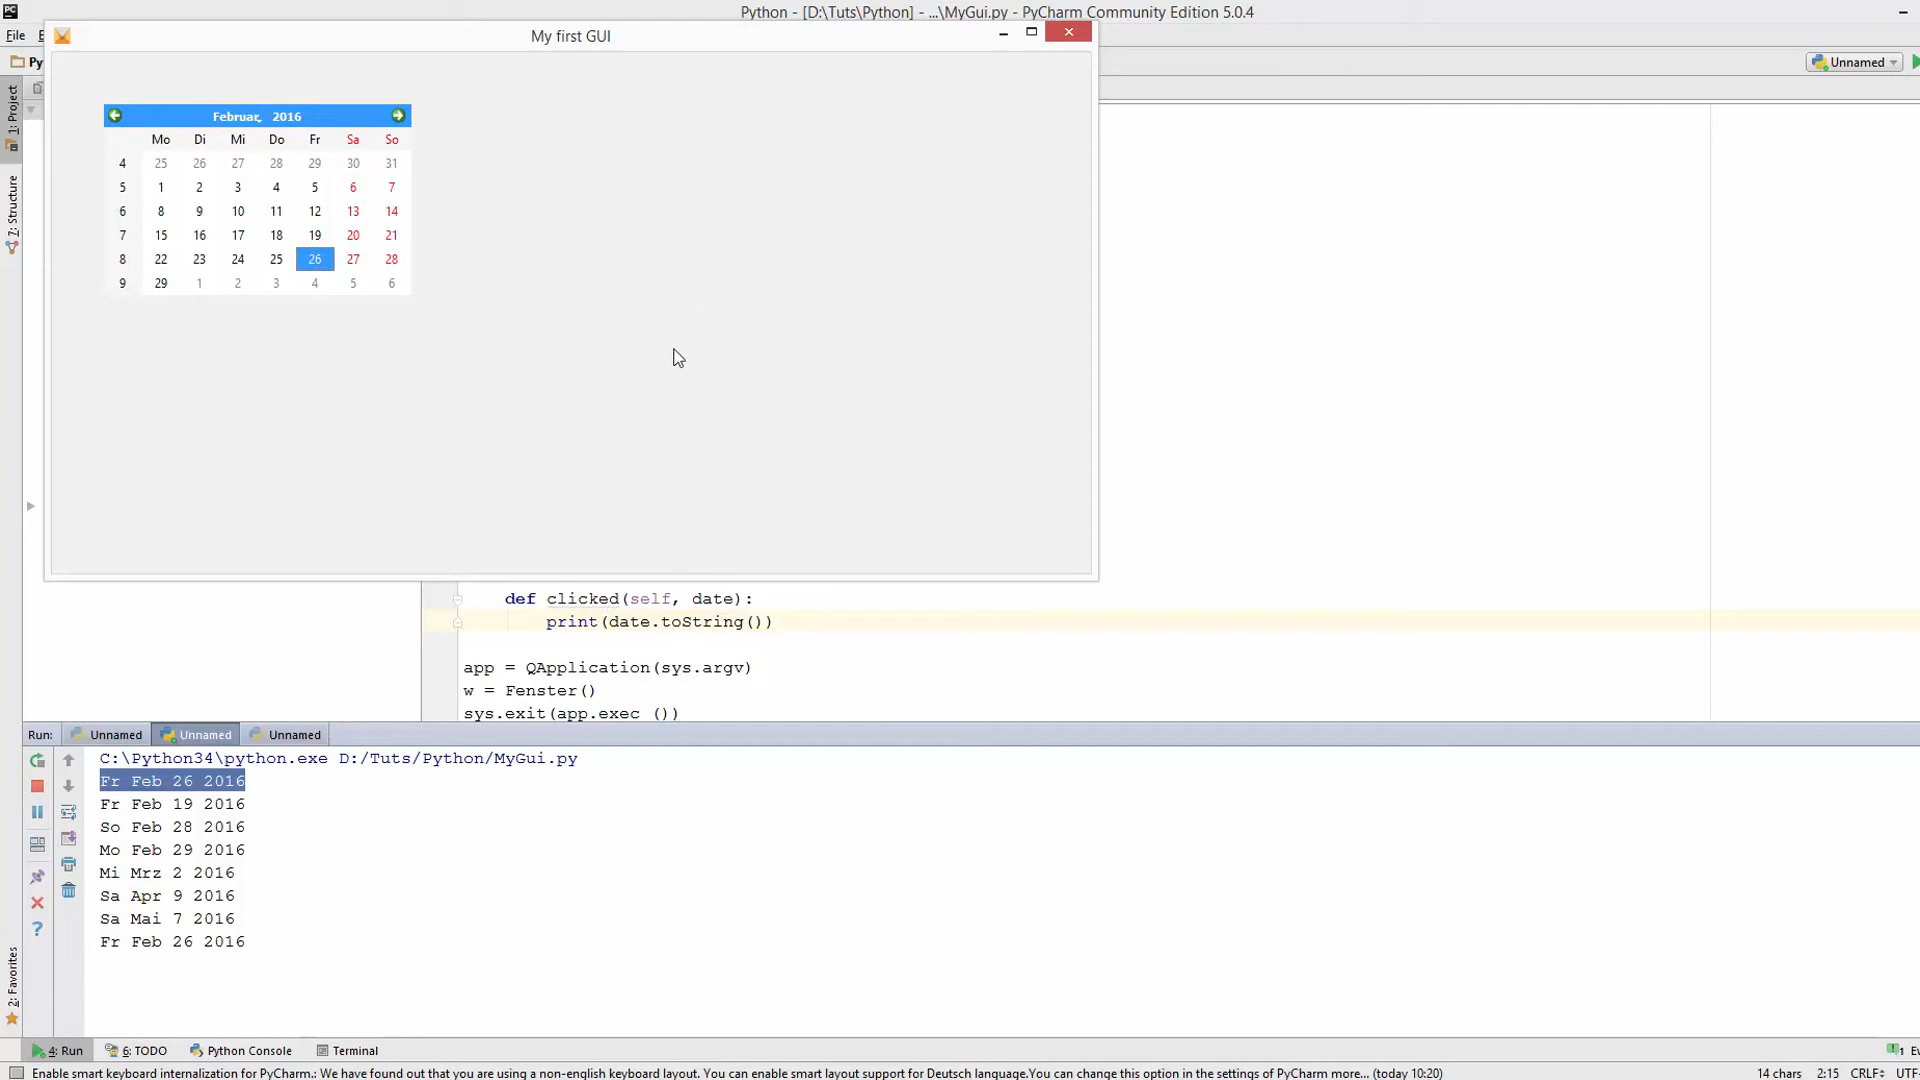 PC
Python - [D:\Tuts\Python] - ...\MyGui.py - PyCharm Community Edition 5.0.4
File
Py
Unnamed
1: Project
7: Structure
2: Favorites
My first GUI
Februar, 2016
Mo Di Mi Do Fr Sa So
4 25 26 27 28 29 30 31
5 1 2 3 4 5 6 7
6 8 9 10 11 12 13 14
7 15 16 17 18 19 20 21
8 22 23 24 25 26 27 28
9 29 1 2 3 4 5 6
def clicked(self, date):
print(date.toString())
app = QApplication(sys.argv)
w = Fenster()
sys.exit(app.exec_())
Run: Unnamed Unnamed Unnamed
C:\Python34\python.exe D:/Tuts/Python/MyGui.py
Fr Feb 26 2016
Fr Feb 19 2016
So Feb 28 2016
Mo Feb 29 2016
Mi Mrz 2 2016
Sa Apr 9 2016
Sa Mai 7 2016
Fr Feb 26 2016
4: Run 6: TODO Python Console Terminal 1
Enable smart keyboard internalization for PyCharm.: We have found out that you are using a non-english keyboard layout. You can enable smart layout support for Deutsch language.You can change this option in the settings of PyCharm more... (today 10:20) 14 chars 2:15 CRLF÷ UTF-